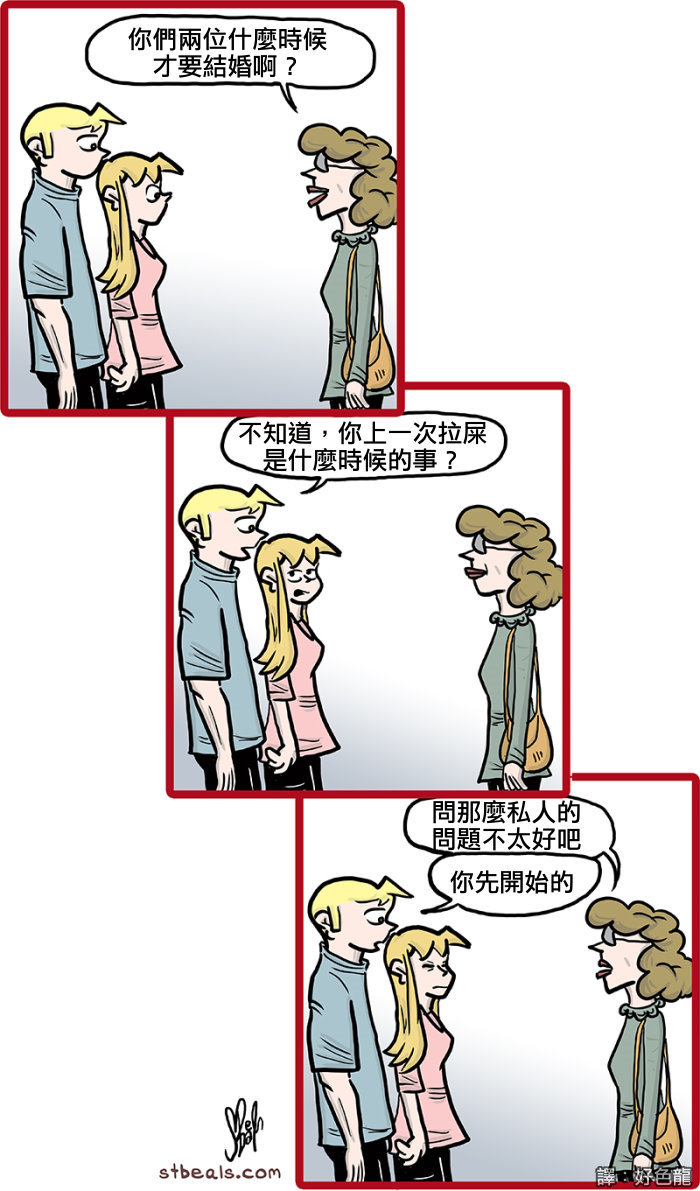 你們兩位什麼時候
才要結婚啊？
不知道，你上一次拉屎
是什麼時候的事？
問那麼私人的
問題不太好吧
你先開始的
stbeals.com
譯：好色龍